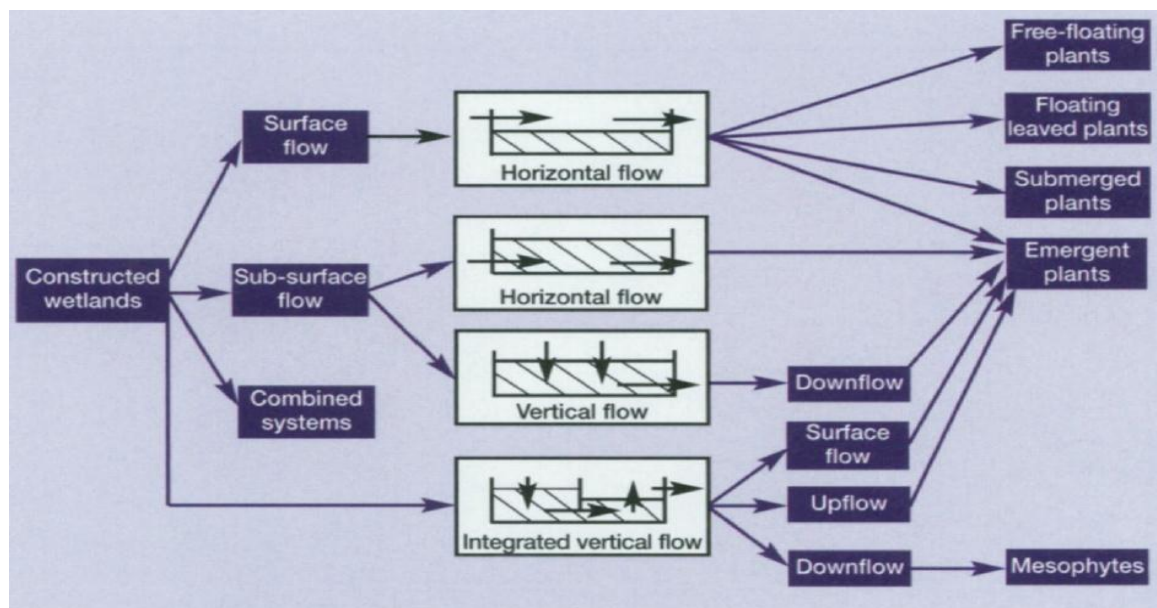 Free-floating
plants
Surface
flow
Floating
leaved plants
Horizontal flow
Submerged
plants
Constructed
wetlands
Sub-surface
flow
Emergent
plants
Horizontal flow
Combined
systems
Vertical flow
Downflow
Surface
flow
Integrated vertical flow
Upflow
Downflow
Mesophytes